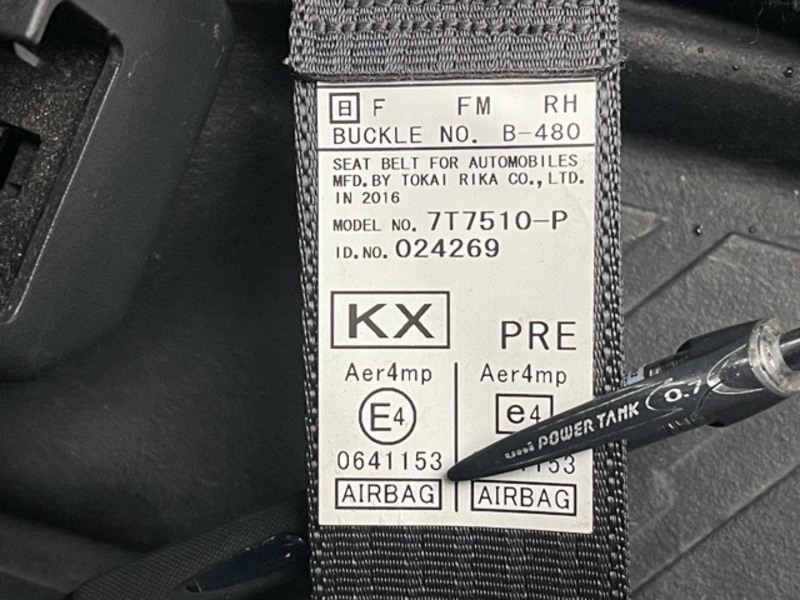 日 F FM RH
BUCKLE NO. B-480
SEAT BELT FOR AUTOMOBILES
MFD. BY TOKAI RIKA CO., LTD.
IN 2016
MODEL NO. 7T7510-P
ID.NO. 024269
KX
PRE
Aer4mp Aer4mp
E4 e4
0641153
AIRBAG AIRBAG
uni POWER TANK 0.7